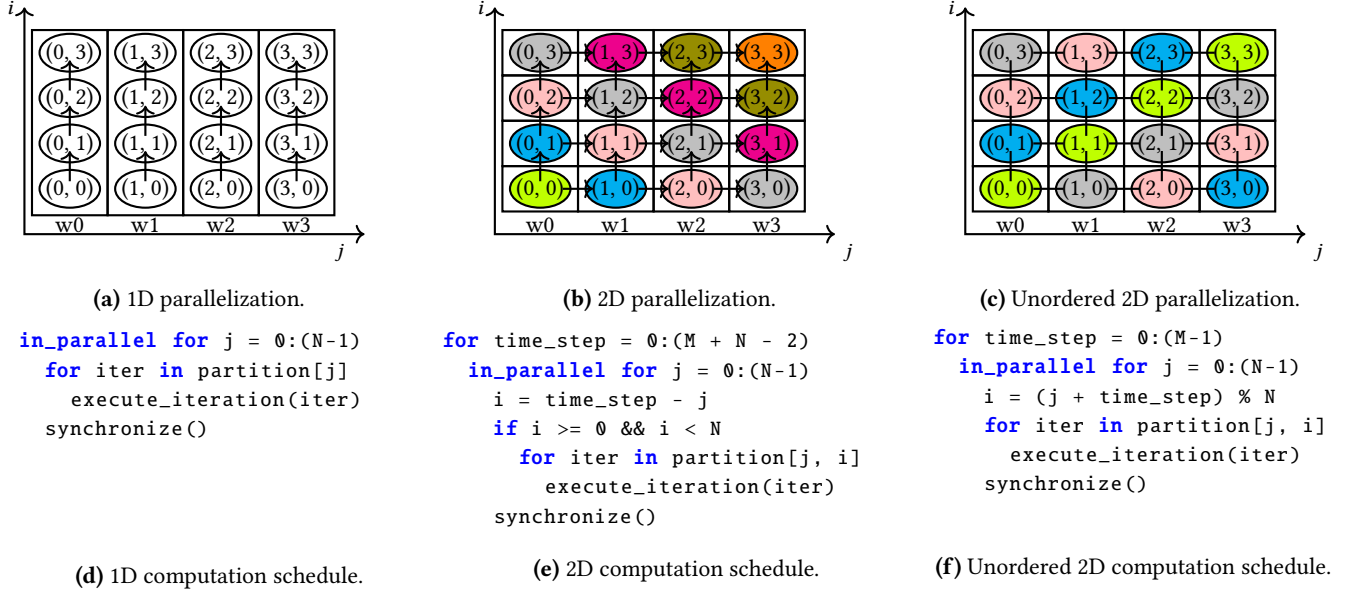 i
(0, 3) (1, 3) (2, 3) (3, 3)
(0, 2) (1, 2) (2, 2) (3, 2)
(0, 1) (1, 1) (2, 1) (3, 1)
(0, 0) (1, 0) (2, 0) (3, 0)
w0 w1 w2 w3
j
(a) 1D parallelization.
i
(0, 3) (1, 3) (2, 3) (3, 3)
(0, 2) (1, 2) (2, 2) (3, 2)
(0, 1) (1, 1) (2, 1) (3, 1)
(0, 0) (1, 0) (2, 0) (3, 0)
w0 w1 w2 w3
j
(b) 2D parallelization.
i
(0, 3) (1, 3) (2, 3) (3, 3)
(0, 2) (1, 2) (2, 2) (3, 2)
(0, 1) (1, 1) (2, 1) (3, 1)
(0, 0) (1, 0) (2, 0) (3, 0)
w0 w1 w2 w3
j
(c) Unordered 2D parallelization.
in_parallel for j = 0:(N-1)
for iter in partition[j]
execute_iteration(iter)
synchronize()
(d) 1D computation schedule.
for time_step = 0:(M + N - 2)
in_parallel for j = 0:(N-1)
i = time_step - j
if i >= 0 && i < N
for iter in partition[j, i]
execute_iteration(iter)
synchronize()
(e) 2D computation schedule.
for time_step = 0:(M-1)
in_parallel for j = 0:(N-1)
i = (j + time_step) % N
for iter in partition[j, i]
execute_iteration(iter)
synchronize()
(f) Unordered 2D computation schedule.